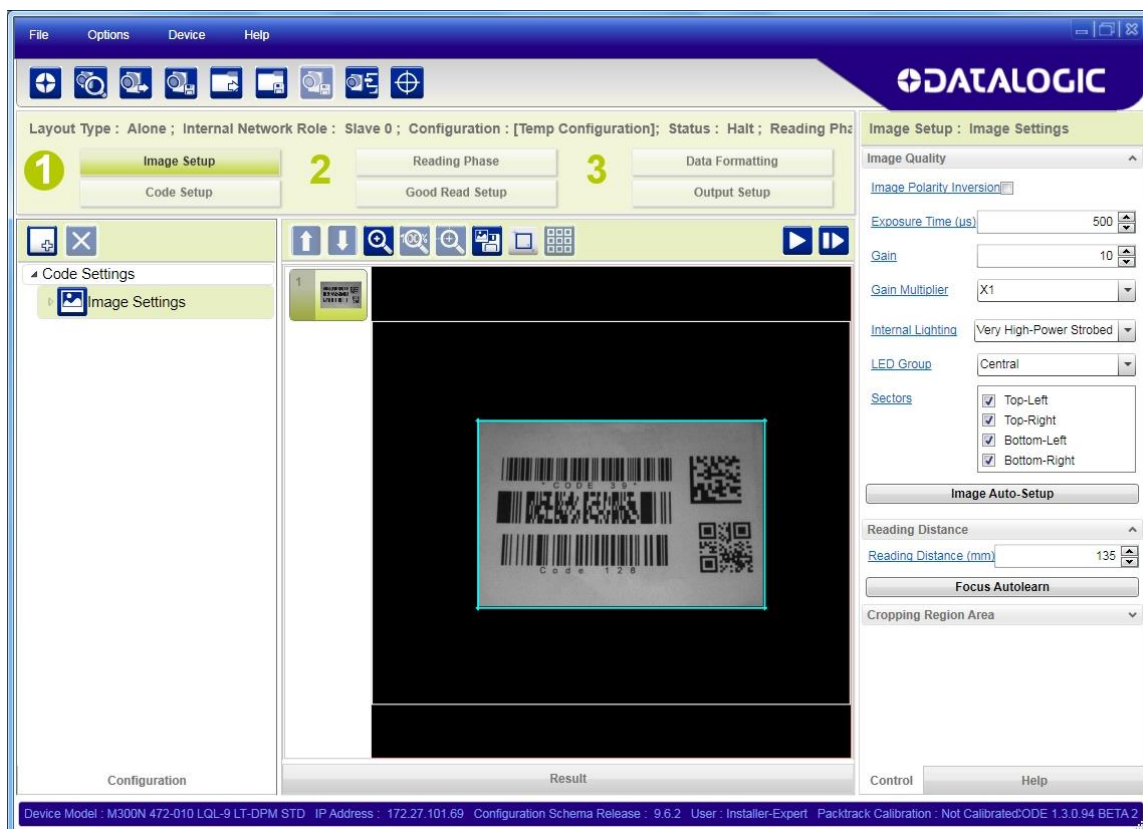 File Options Device Help
DATALOGIC
Layout Type : Alone ; Internal Network Role : Slave 0 ; Configuration : [Temp Configuration]; Status : Halt ; Reading Pha
1 Image Setup 2 Reading Phase 3 Data Formatting
Code Setup Good Read Setup Output Setup
Code Settings
Image Settings
100%
1
* C O D E 3 9 *
C o d e 1 2 8
Configuration
Result
Image Setup : Image Settings
Image Quality
Image Polarity Inversion
Exposure Time (µs) 500
Gain 10
Gain Multiplier X1
Internal Lighting Very High-Power Strobed
LED Group Central
Sectors Top-Left
Top-Right
Bottom-Left
Bottom-Right
Image Auto-Setup
Reading Distance
Reading Distance (mm) 135
Focus Autolearn
Cropping Region Area
Control Help
Device Model : M300N 472-010 LQL-9 LT-DPM STD IP Address : 172.27.101.69 Configuration Schema Release : 9.6.2 User : Installer-Expert Packtrack Calibration : Not Calibrated:ODE 1.3.0.94 BETA 2